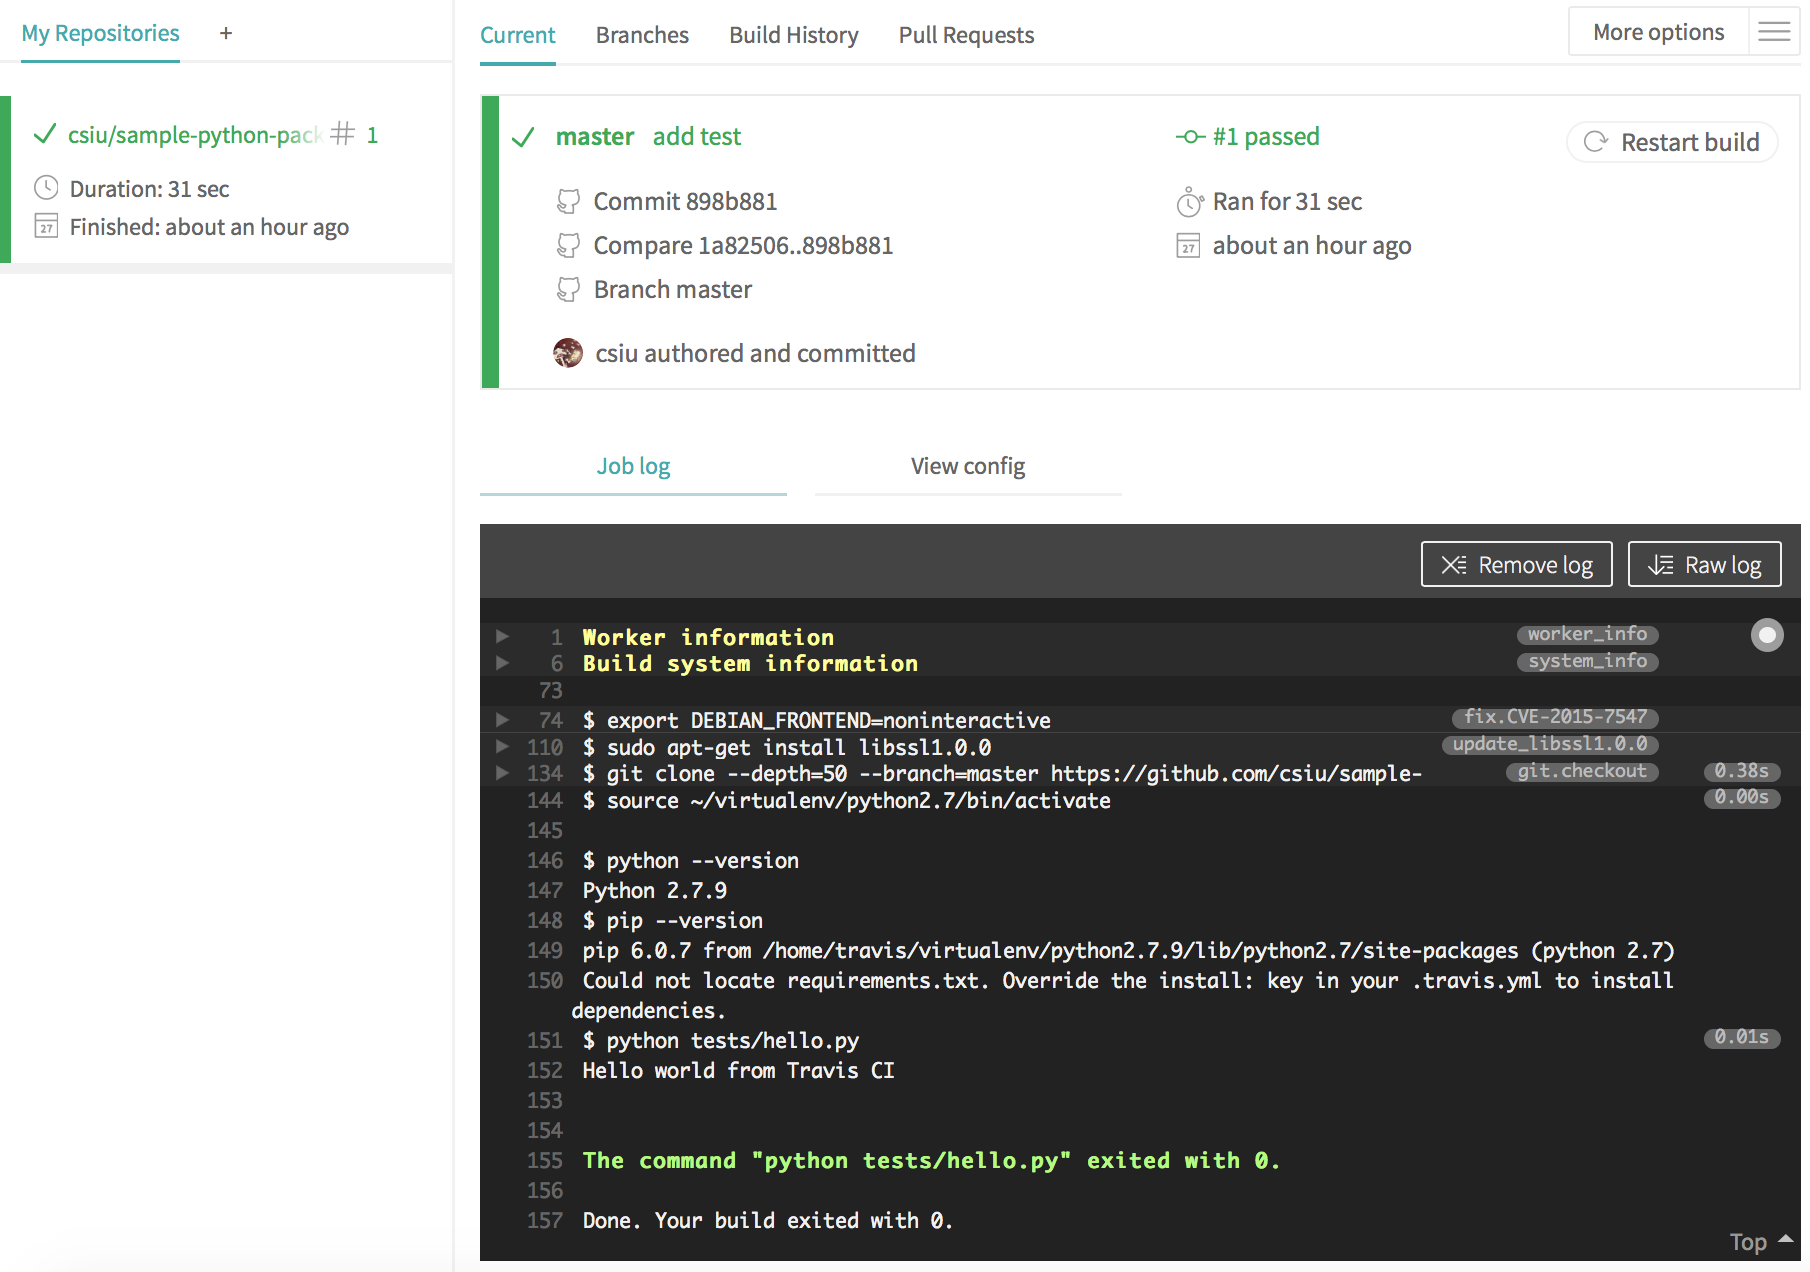 My Repositories +
Current Branches Build History Pull Requests More options
csiu/sample-python-pack # 1
Duration: 31 sec
27 Finished: about an hour ago
master add test #1 passed Restart build
Commit 898b881 Ran for 31 sec
Compare 1a82506..898b881 27 about an hour ago
Branch master
csiu authored and committed
Job log View config
Remove log Raw log
1 Worker information worker_info
6 Build system information system_info
73
74 $ export DEBIAN_FRONTEND=noninteractive fix.CVE-2015-7547
110 $ sudo apt-get install libssl1.0.0 update_libssl1.0.0
134 $ git clone --depth=50 --branch=master https://github.com/csiu/sample- git.checkout 0.38s
144 $ source ~/virtualenv/python2.7/bin/activate 0.00s
145
146 $ python --version
147 Python 2.7.9
148 $ pip --version
149 pip 6.0.7 from /home/travis/virtualenv/python2.7.9/lib/python2.7/site-packages (python 2.7)
150 Could not locate requirements.txt. Override the install: key in your .travis.yml to install
dependencies.
151 $ python tests/hello.py 0.01s
152 Hello world from Travis CI
153
154
155 The command "python tests/hello.py" exited with 0.
156
157 Done. Your build exited with 0.
Top